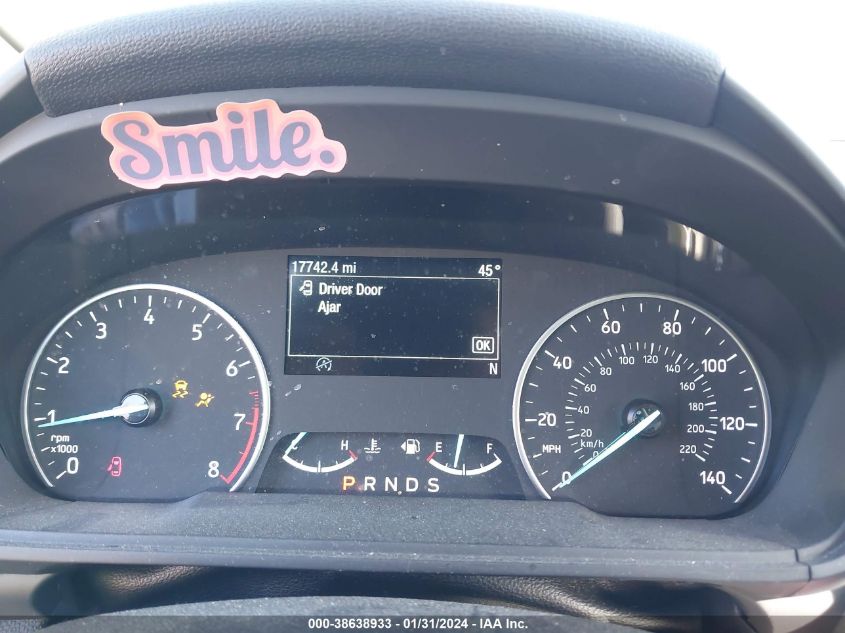 Smile.
17742.4 mi 45°
Driver Door
Ajar
OK
N
0 1 2 3 4 5 6 7 8
rpm
x1000
H
E F
P R N D S
0 20 40 60 80 100 120 140
MPH
0 20 40 60 80 100 120 140 160 180 200 220
km/h
000-38638933 - 01/31/2024 - IAA Inc.